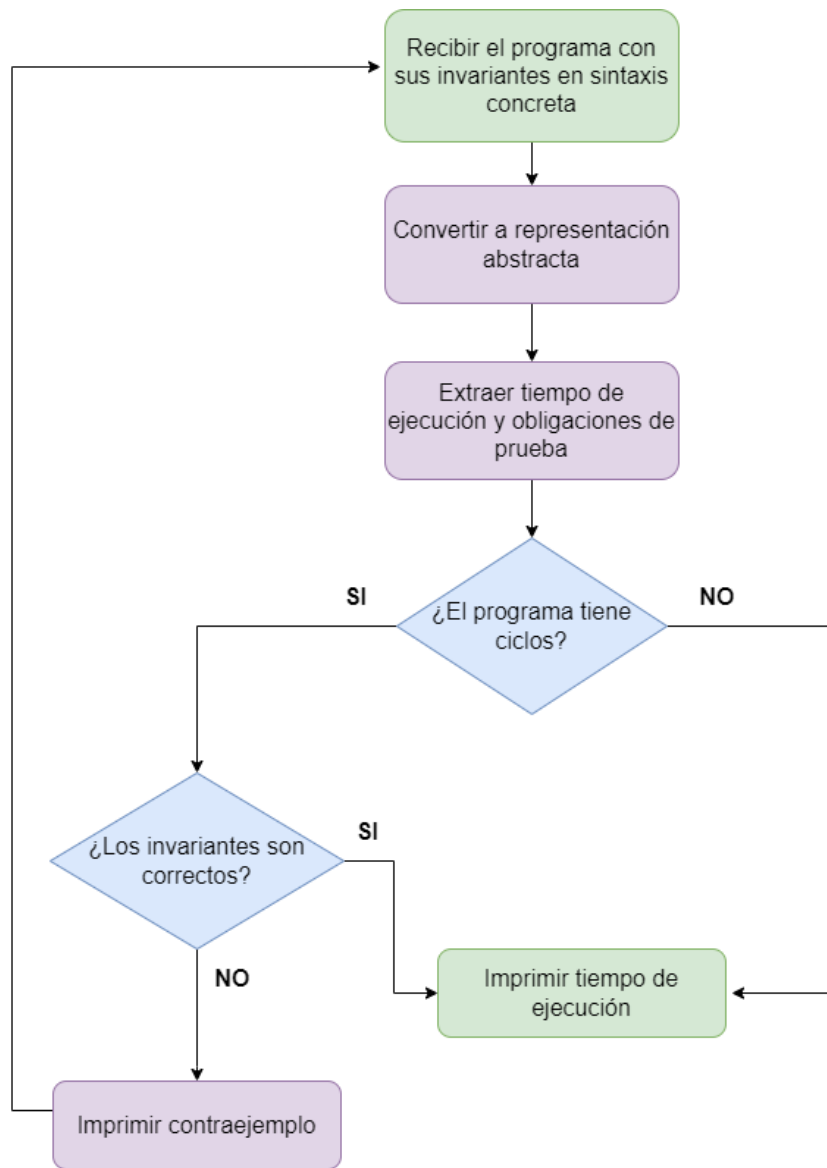 Recibir el programa con
sus invariantes en sintaxis
concreta
Convertir a representación
abstracta
Extraer tiempo de
ejecución y obligaciones de
prueba
SI
¿El programa tiene
ciclos?
NO
¿Los invariantes son
correctos?
SI
NO
Imprimir tiempo de
ejecución
Imprimir contraejemplo